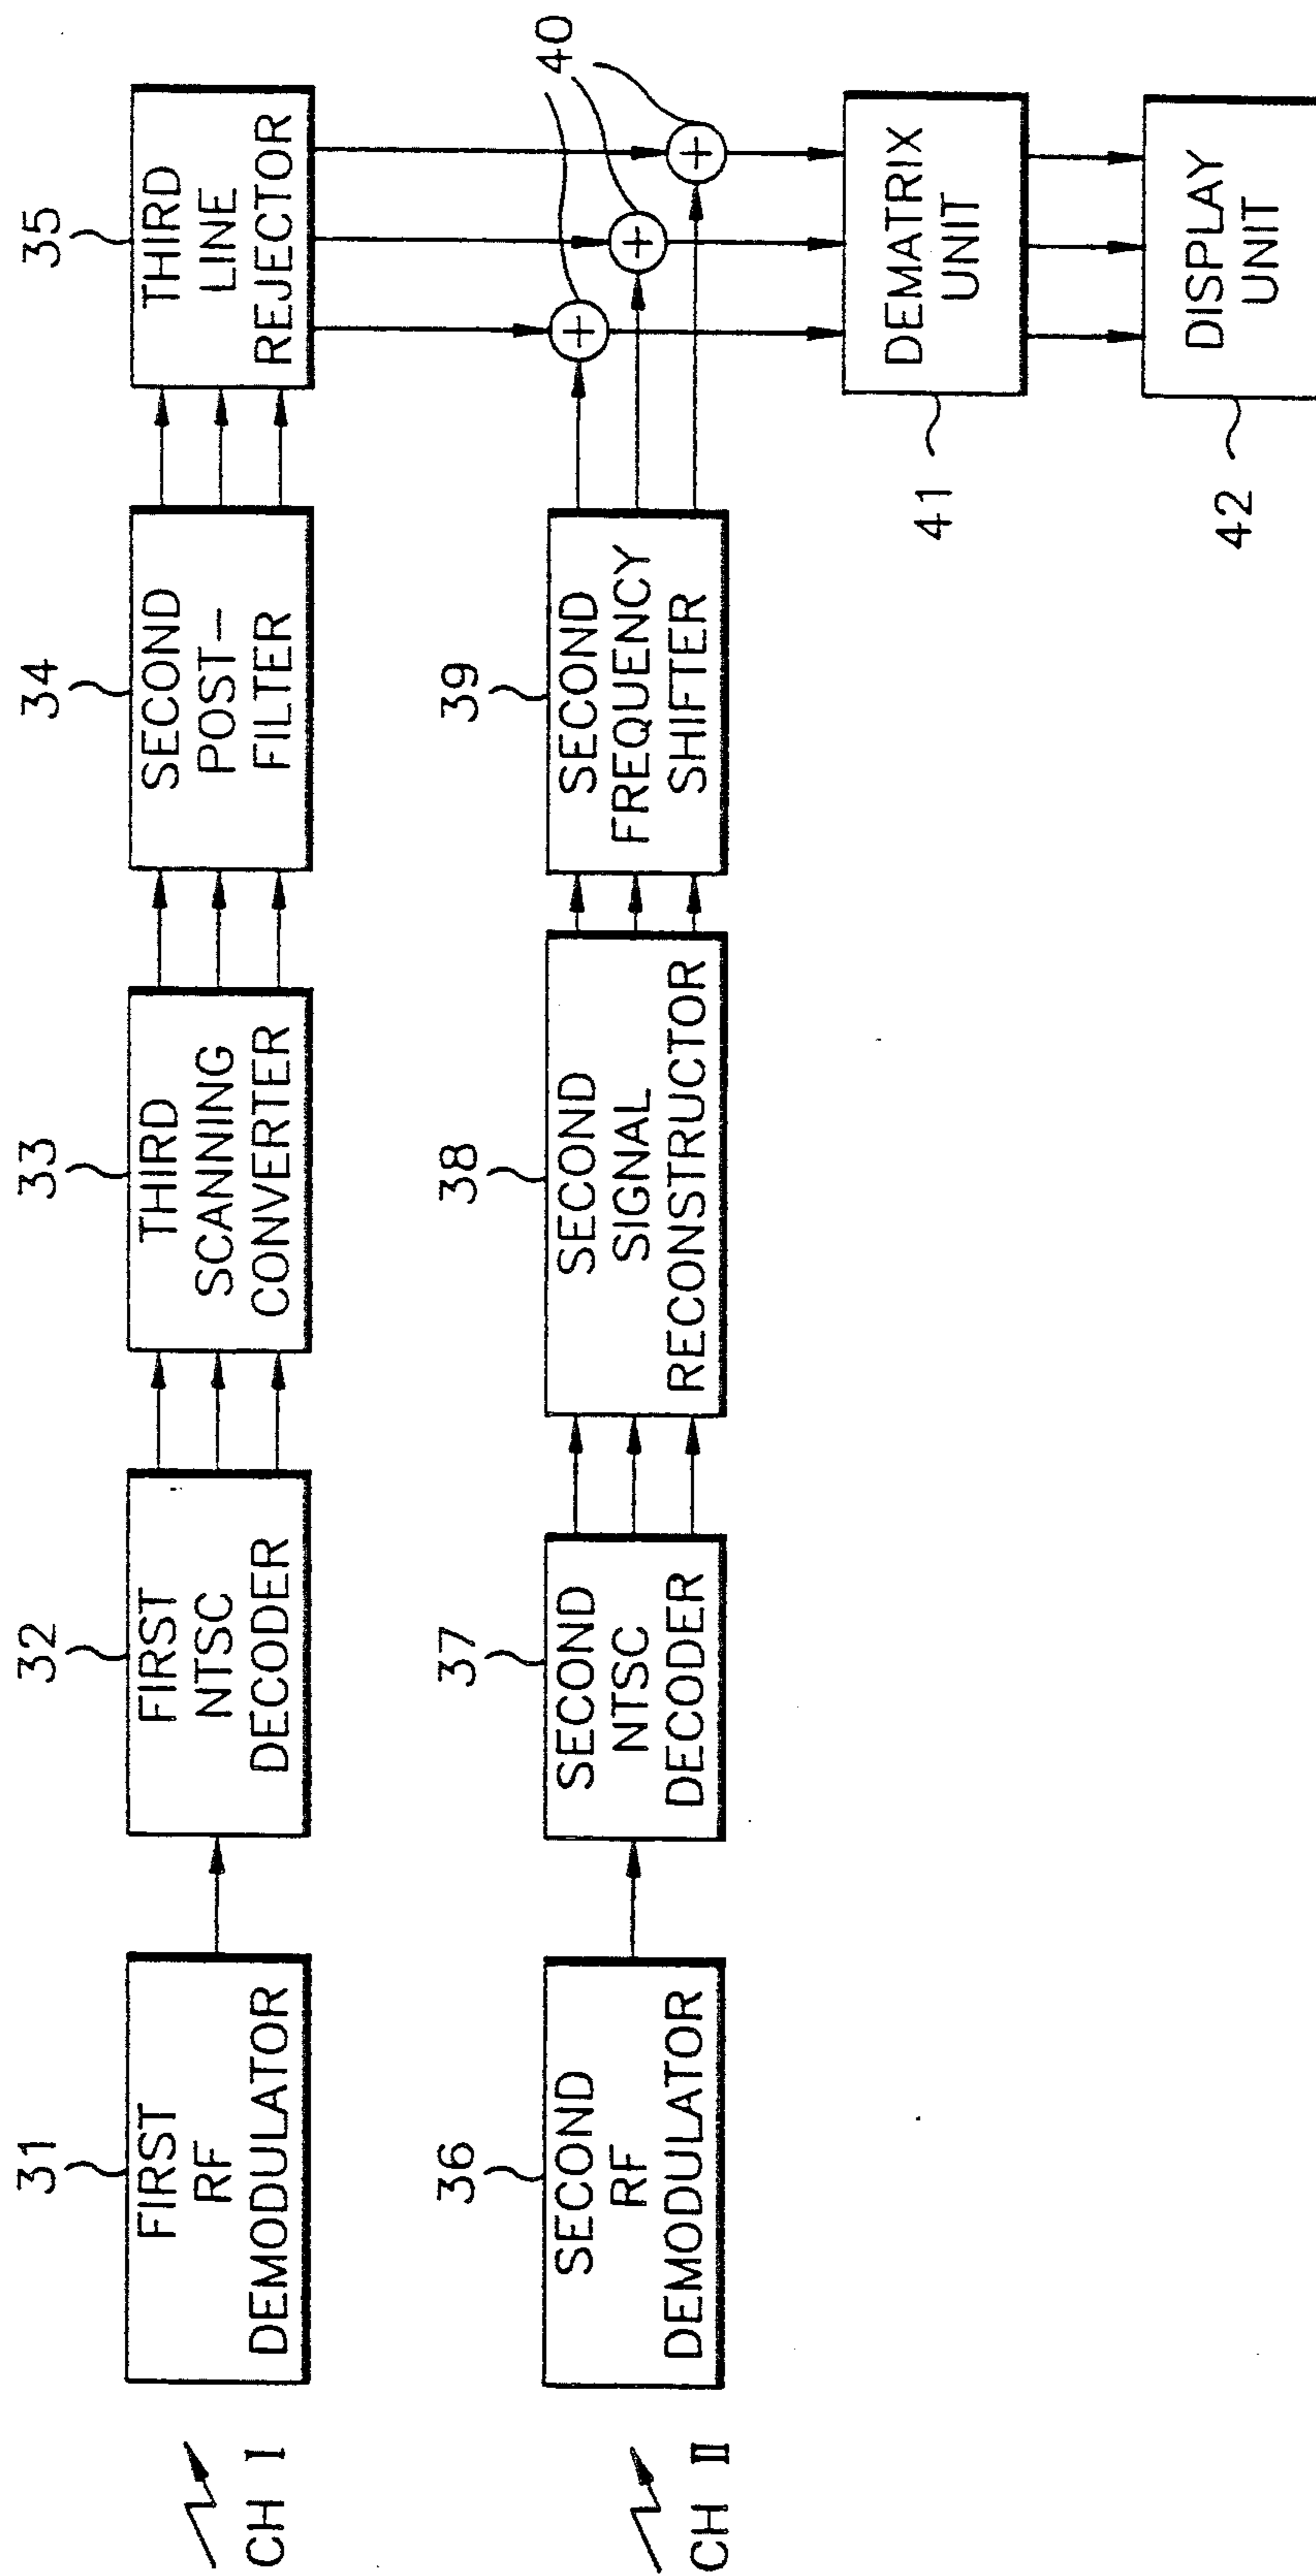 CH I
31
FIRST
RF
DEMODULATOR
32
FIRST
NTSC
DECODER
33
THIRD
SCANNING
CONVERTER
34
SECOND
POST-
FILTER
35
THIRD
LINE
REJECTOR
CH II
36
SECOND
RF
DEMODULATOR
37
SECOND
NTSC
DECODER
38
SECOND
SIGNAL
RECONSTRUCTOR
39
SECOND
FREQUENCY
SHIFTER
+
+
+
40
41
DEMATRIX
UNIT
42
DISPLAY
UNIT